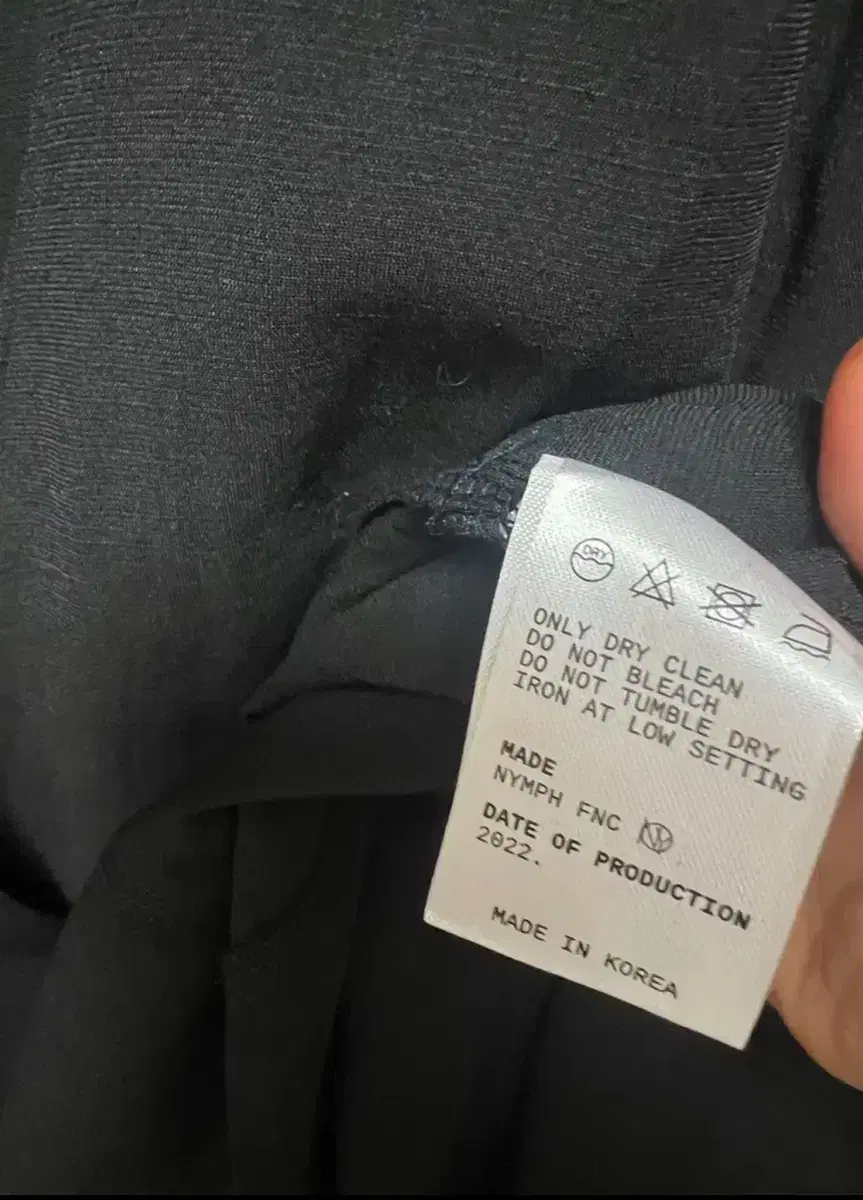 DRY
ONLY DRY CLEAN
DO NOT BLEACH
DO NOT TUMBLE DRY
IRON AT LOW SETTING
MADE
NYMPH FNC
DATE OF PRODUCTION
2022.
MADE IN KOREA